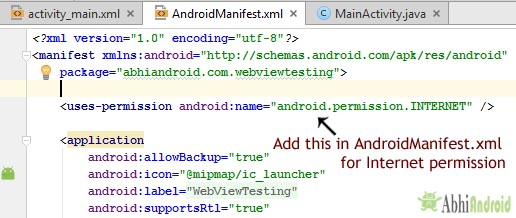 activity_main.xml × AndroidManifest.xml × MainActivity.java ×
<?xml version="1.0" encoding="utf-8"?>
<manifest xmlns:android="http://schemas.android.com/apk/res/android"
package="abhiandroid.com.webviewtesting">
<uses-permission android:name="android.permission.INTERNET" />
Add this in AndroidManifest.xml
for Internet permission
<application
android:allowBackup="true"
android:icon="@mipmap/ic_launcher"
android:label="WebViewTesting"
android:supportsRtl="true"
AbhiAndroid